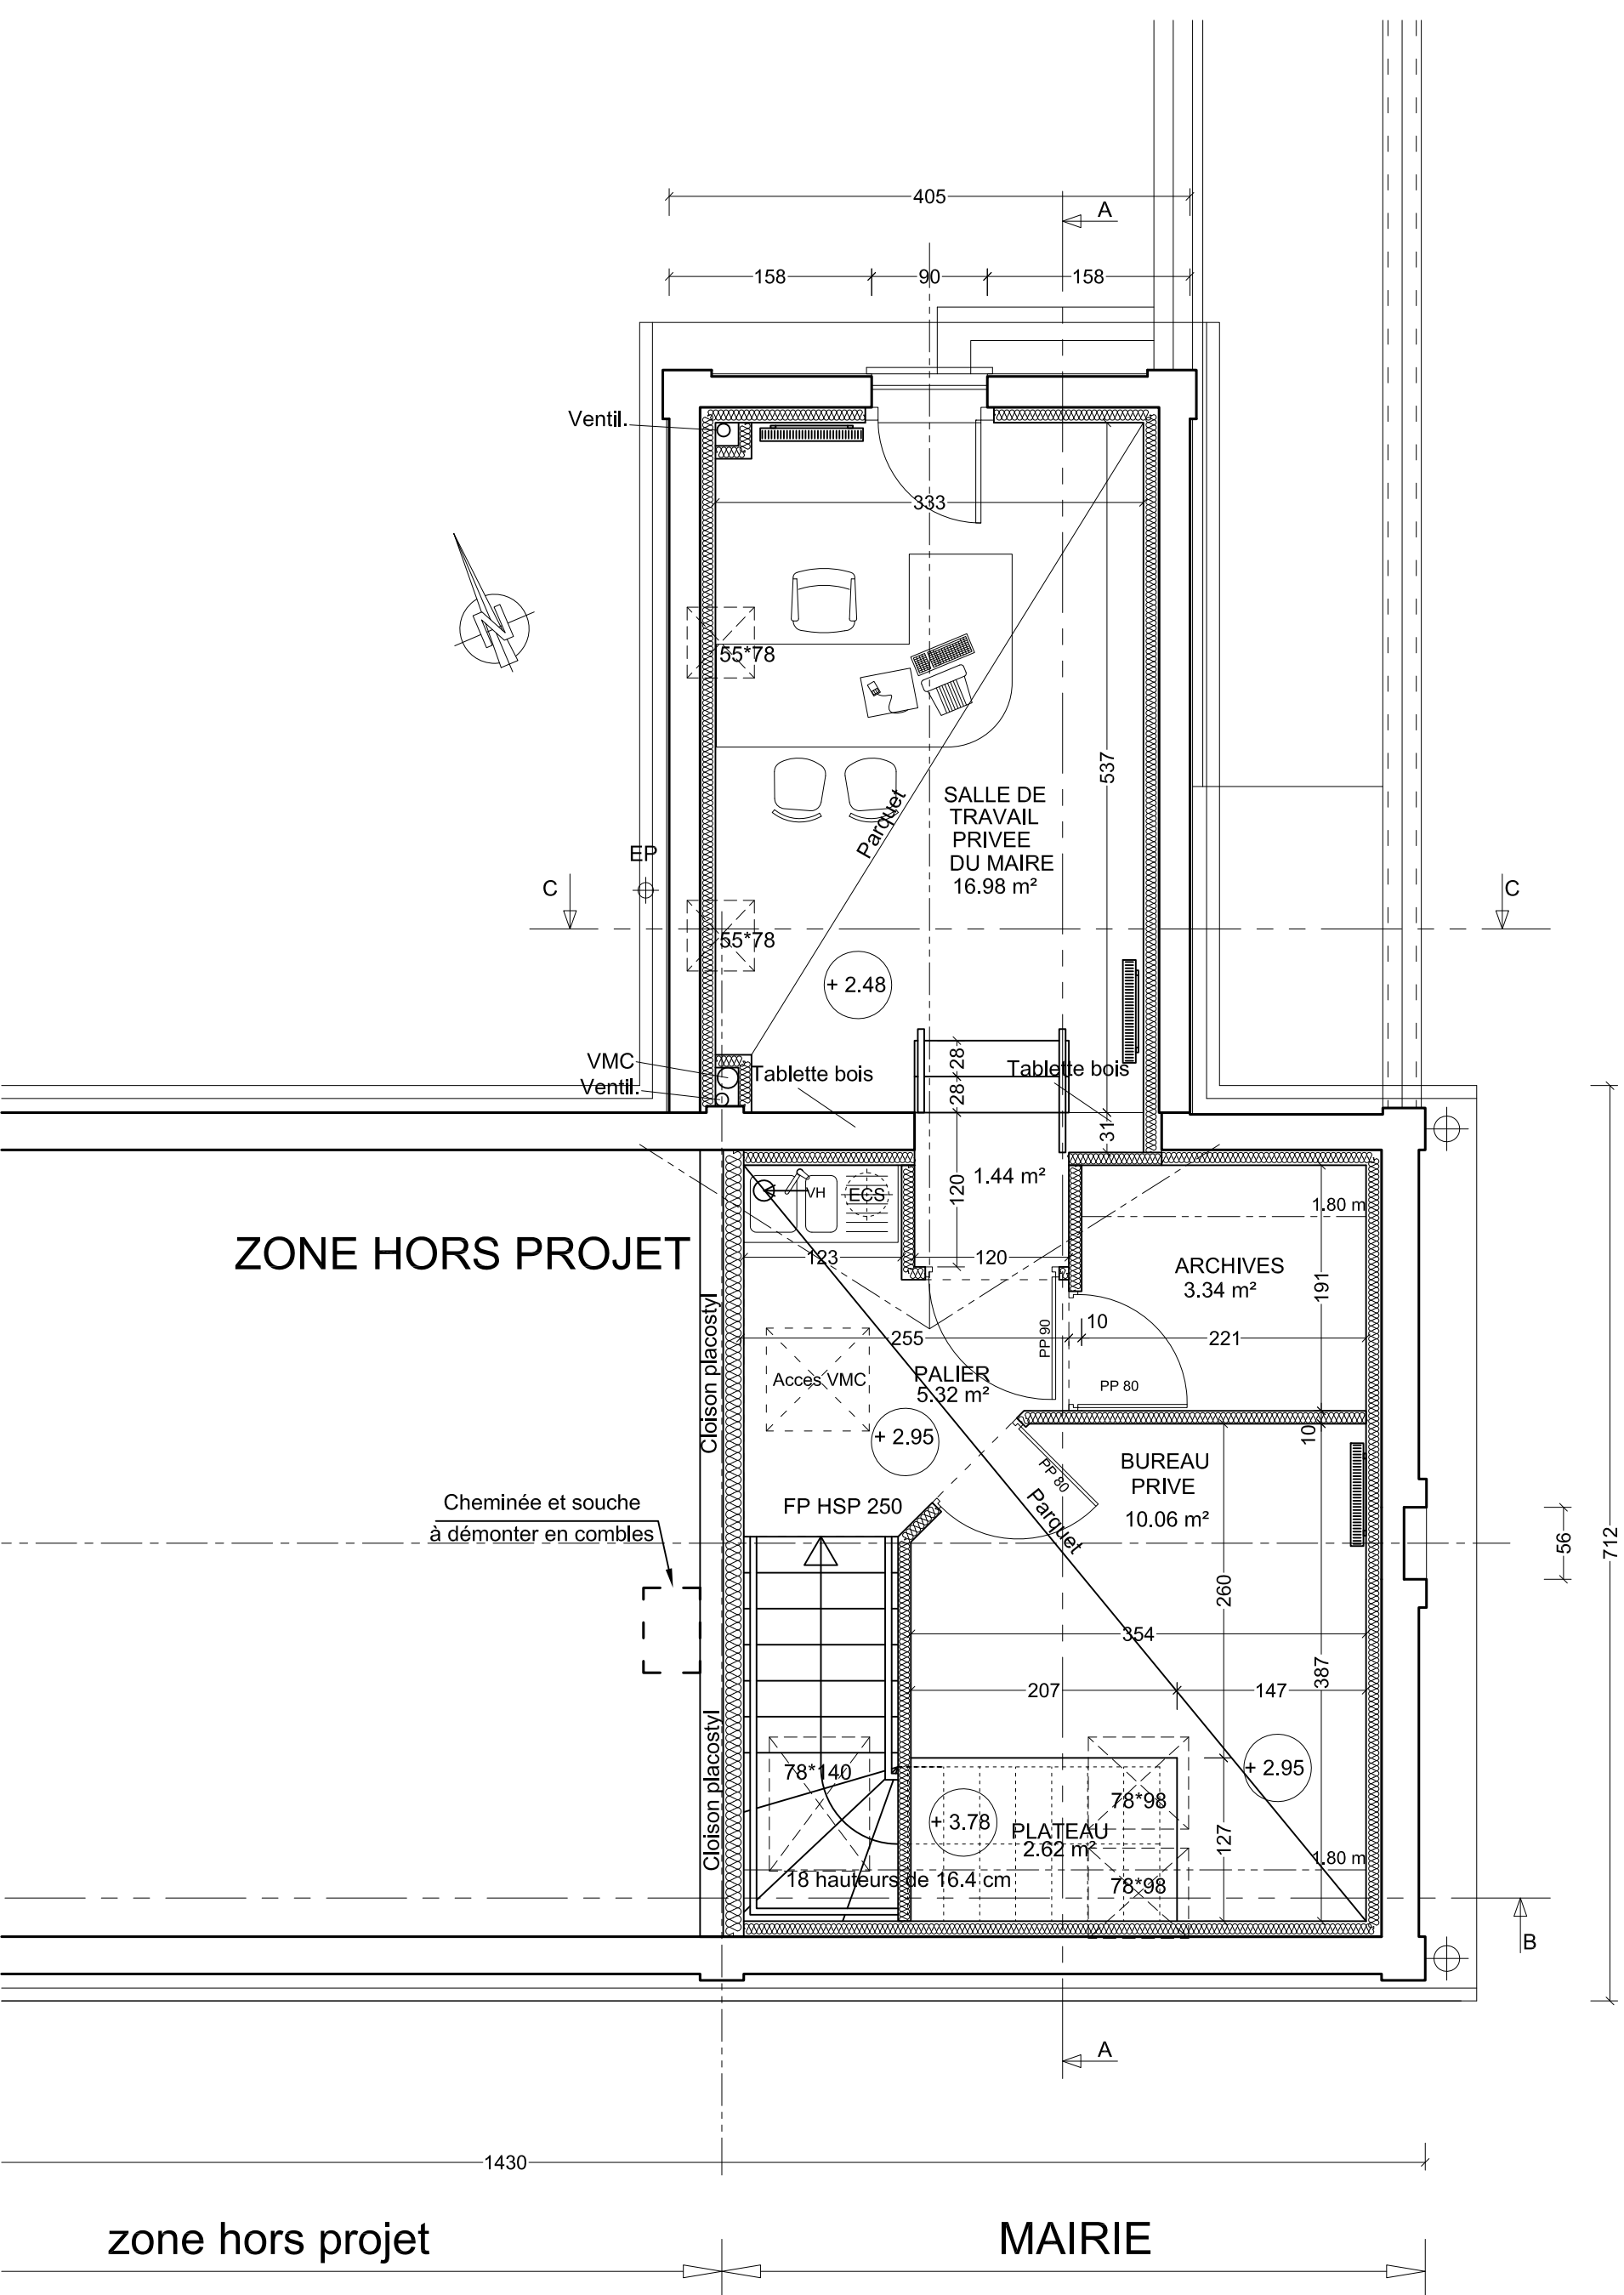 405
A
158
90
158
Ventil.
333
N
55*78
537
SALLE DE
TRAVAIL
PRIVEE
DU MAIRE
16.98 m²
Parquet
EP
C
C
55*78
+ 2.48
VMC
Ventil.
Tablette bois
28
28
Tablette bois
31
1.44 m²
120
VH
ECS
1.80 m
ZONE HORS PROJET
123
120
ARCHIVES
3.34 m²
191
Cloison placostyl
255
PP 90
10
221
Acces VMC
PALIER
5.32 m²
PP 80
+ 2.95
10
BUREAU
PRIVE
10.06 m²
PP 80
Parquet
Cheminée et souche
à démonter en combles
FP HSP 250
56
712
260
354
387
207
147
Cloison placostyl
78*140
+ 2.95
78*98
+ 3.78
PLATEAU
2.62 m²
127
1.80 m
18 hauteurs de 16.4 cm
78*98
B
A
1430
zone hors projet
MAIRIE